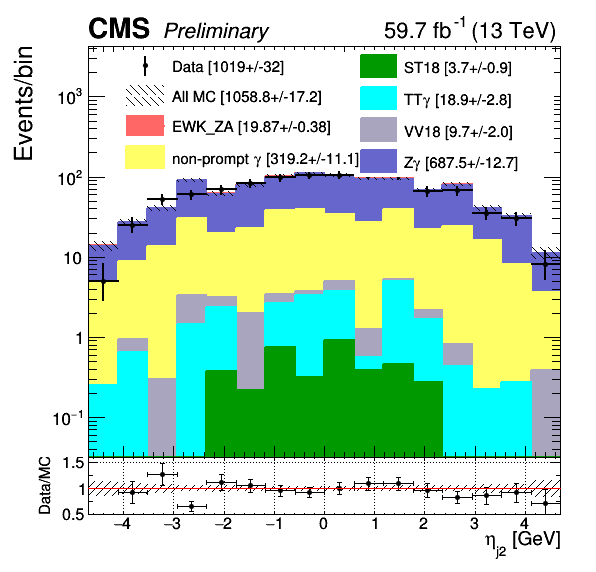 CMS Preliminary 59.7 fb⁻¹ (13 TeV)
Events/bin
Data [1019+/-32]
All MC [1058.8+/-17.2]
EWK_ZA [19.87+/-0.38]
non-prompt γ [319.2+/-11.1]
ST18 [3.7+/-0.9]
TTγ [18.9+/-2.8]
VV18 [9.7+/-2.0]
Zγ [687.5+/-12.7]
10³
10²
10
1
10⁻¹
Data/MC
1.5
1
0.5
−4 −3 −2 −1 0 1 2 3 4
η_j2 [GeV]